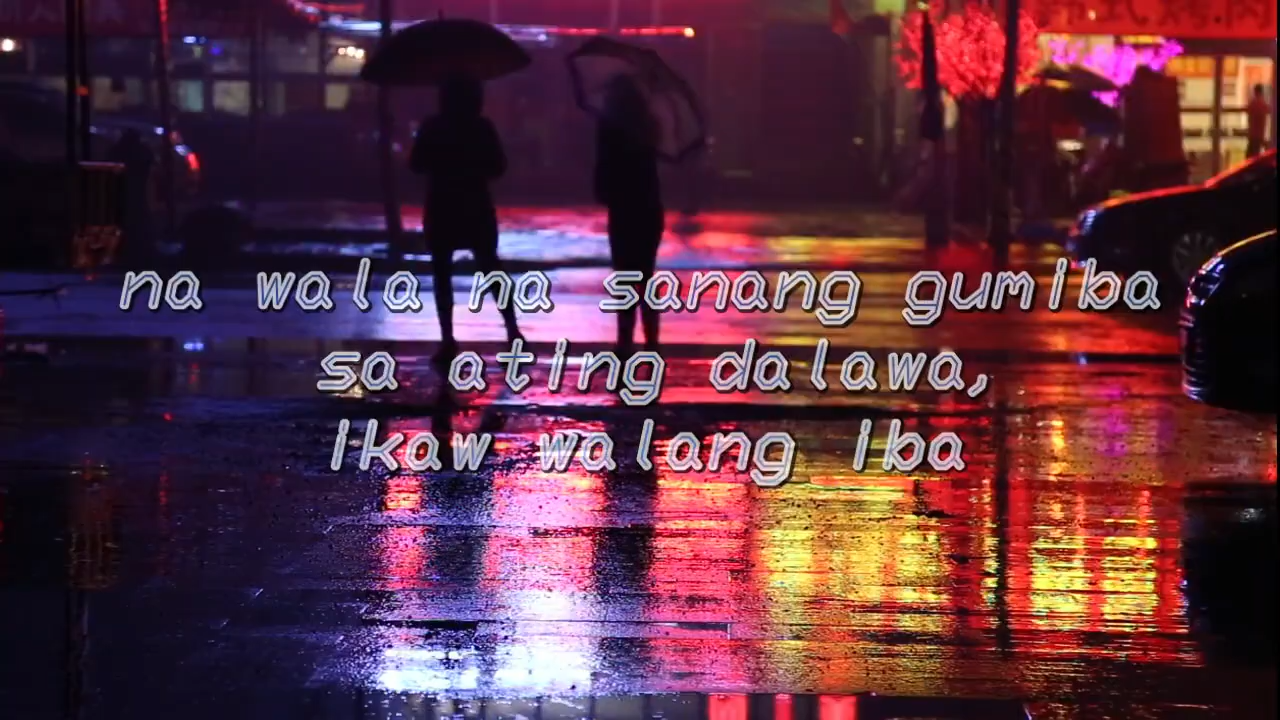 na wala na sanang gumiba
sa ating dalawa,
ikaw walang iba